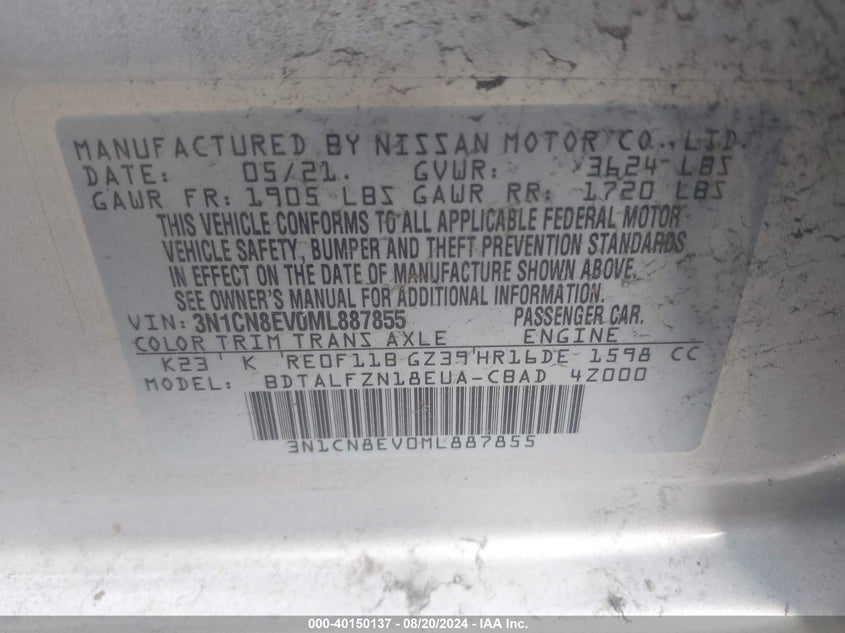 MANUFACTURED BY NISSAN MOTOR CO., LTD.
DATE: 05/21. GVWR: 3624 LBS
GAWR FR: 1905 LBS GAWR RR: 1720 LBS
THIS VEHICLE CONFORMS TO ALL APPLICABLE FEDERAL MOTOR
VEHICLE SAFETY, BUMPER AND THEFT PREVENTION STANDARDS
IN EFFECT ON THE DATE OF MANUFACTURE SHOWN ABOVE.
SEE OWNER'S MANUAL FOR ADDITIONAL INFORMATION.
VIN: 3N1CN8EV0ML887855 PASSENGER CAR.
COLOR TRIM TRANS AXLE ENGINE
K23 K RE0F11B GZ39 HR16DE 1598 CC
MODEL: BDTALFZN18EUA-CBAD 4Z000
3N1CN8EV0ML887855
000-40150137 - 08/20/2024 - IAA Inc.